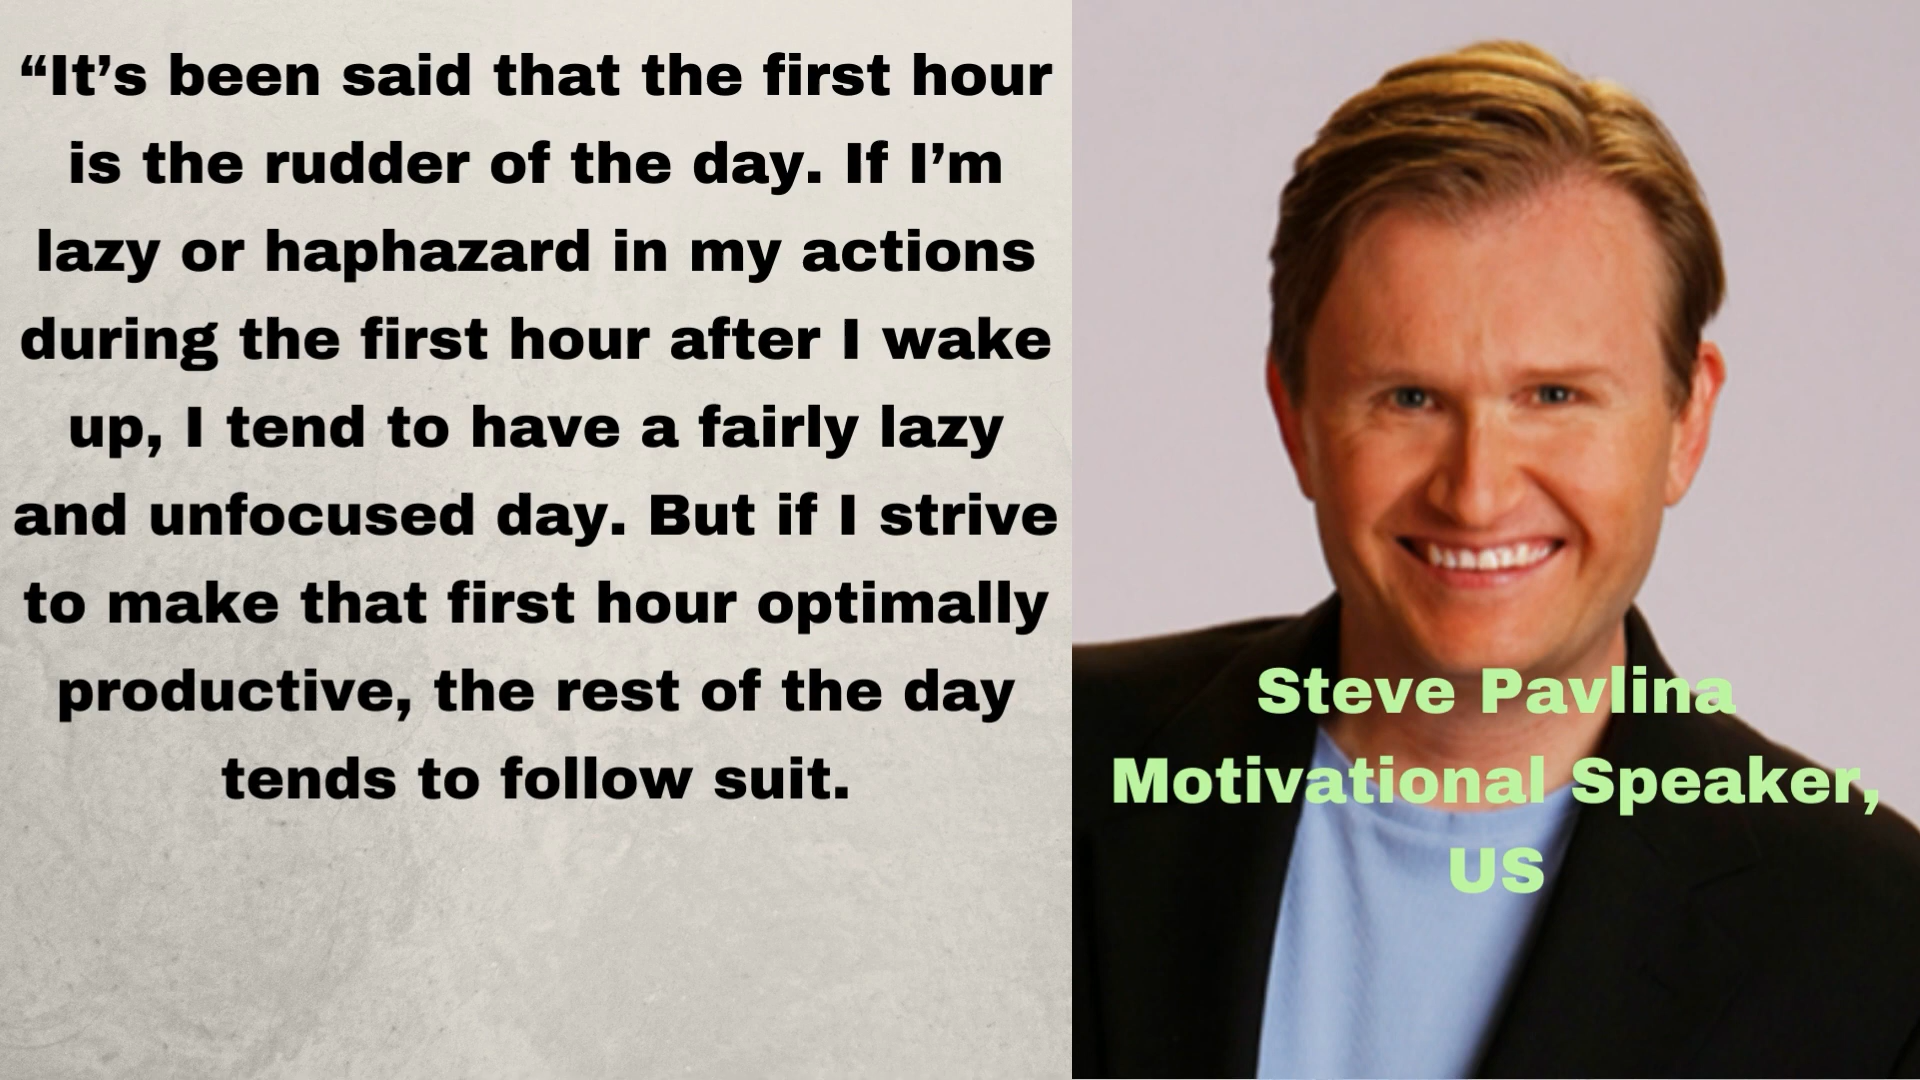 “It’s been said that the first hour
is the rudder of the day. If I’m
lazy or haphazard in my actions
during the first hour after I wake
up, I tend to have a fairly lazy
and unfocused day. But if I strive
to make that first hour optimally
productive, the rest of the day
tends to follow suit.
Steve Pavlina
Motivational Speaker,
US